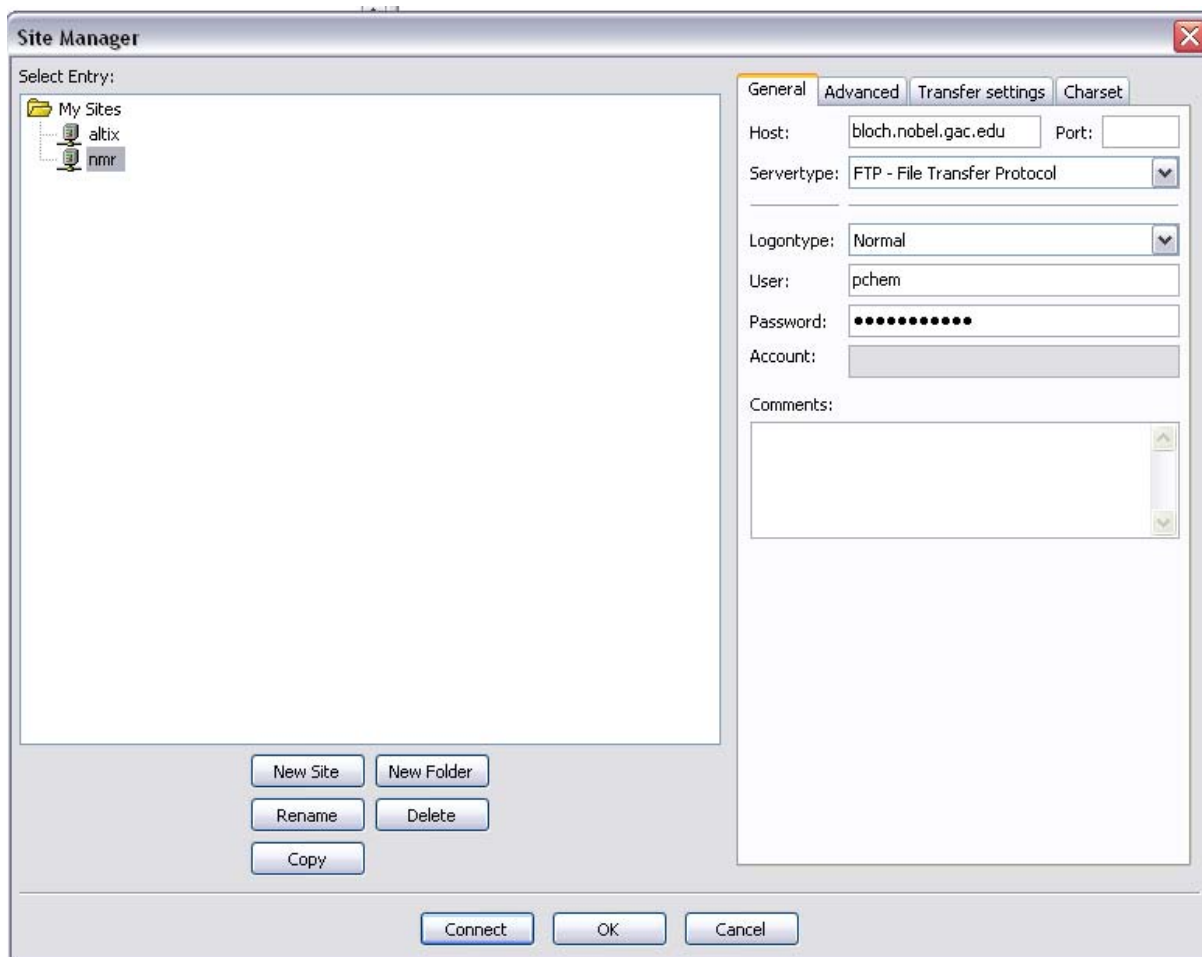 Site Manager
Select Entry:
My Sites
altix
nmr
New Site
New Folder
Rename
Delete
Copy
General
Advanced
Transfer settings
Charset
Host:
bloch.nobel.gac.edu
Port:
Servertype:
FTP - File Transfer Protocol
Logontype:
Normal
User:
pchem
Password:
●●●●●●●●●●●
Account:
Comments:
Connect
OK
Cancel